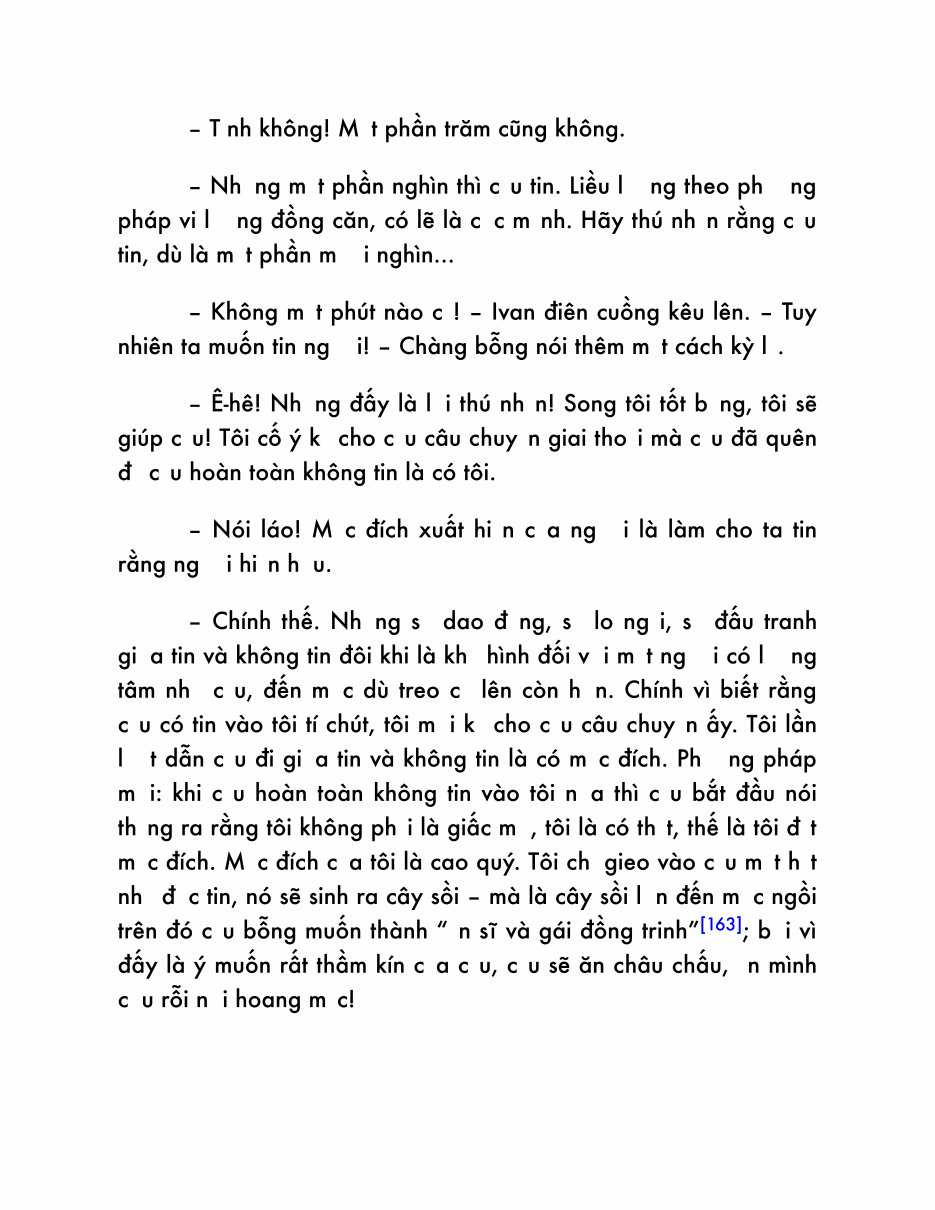 – T nh không! M t phần trăm cũng không.
– Nh ng m t phần nghìn thì c u tin. Liều l ng theo ph ng
pháp vi l ng đồng căn, có lẽ là c c m nh. Hãy thú nh n rằng c u
tin, dù là m t phần m i nghìn...
– Không m t phút nào c ! – Ivan điên cuồng kêu lên. – Tuy
nhiên ta muốn tin ng i! – Chàng bỗng nói thêm m t cách kỳ l .
– Ê-hê! Nh ng đấy là l i thú nh n! Song tôi tốt b ng, tôi sẽ
giúp c u! Tôi cố ý k cho c u câu chuy n giai tho i mà c u đã quên
đ c u hoàn toàn không tin là có tôi.
– Nói láo! M c đích xuất hi n c a ng i là làm cho ta tin
rằng ng i hi n h u.
– Chính thế. Nh ng s dao đ ng, s lo ng i, s đấu tranh
gi a tin và không tin đôi khi là kh hình đối v i m t ng i có l ng
tâm nh c u, đến m c dù treo c lên còn h n. Chính vì biết rằng
c u có tin vào tôi tí chút, tôi m i k cho c u câu chuy n ấy. Tôi lần
l t dẫn c u đi gi a tin và không tin là có m c đích. Ph ng pháp
m i: khi c u hoàn toàn không tin vào tôi n a thì c u bắt đầu nói
th ng ra rằng tôi không ph i là giấc m , tôi là có th t, thế là tôi đ t
m c đích. M c đích c a tôi là cao quý. Tôi ch gieo vào c u m t h t
nh đ c tin, nó sẽ sinh ra cây sồi – mà là cây sồi l n đến m c ngồi
trên đó c u bỗng muốn thành “ n sĩ và gái đồng trinh”[163]; b i vì
đấy là ý muốn rất thầm kín c a c u, c u sẽ ăn châu chấu, n mình
c u rỗi n i hoang m c!